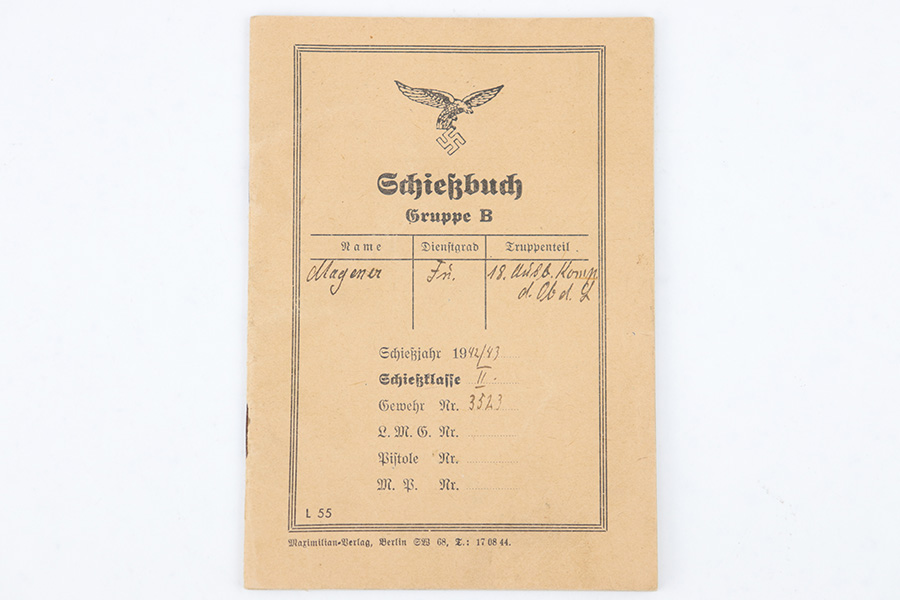 Schießbuch
Gruppe B
Name Dienstgrad Truppenteil
Magener Fu. 18. Ausb. Komp
d. Ob d. L
Schießjahr 1942/43
Schießklasse II.
Gewehr Nr. 3523
L. M. G. Nr.
Pistole Nr.
M. P. Nr.
L 55
Maximilian-Verlag, Berlin SW 68, T.: 17 08 44.